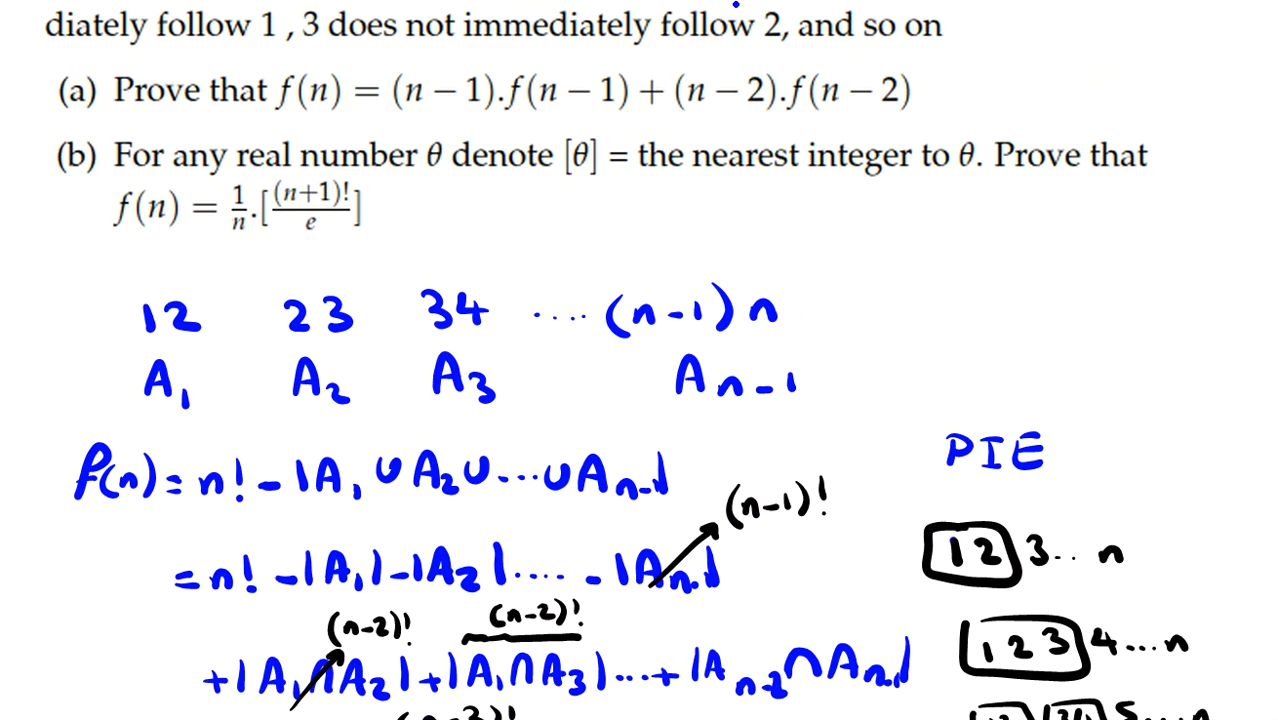 diately follow 1 , 3 does not immediately follow 2, and so on
(a) Prove that f(n) = (n − 1).f(n − 1) + (n − 2).f(n − 2)
(b) For any real number θ denote [θ] = the nearest integer to θ. Prove that
f(n) = 1/n.[(n+1)!/e]
12 23 34 .... (n-1) n
A1 A2 A3 An-1
PIE
f(n) = n! - |A1 ∪ A2 ∪ ... ∪ An-1|
(n-1)!
= n! - |A1| - |A2| .... - |An-1|
12 3.. n
(n-2)! (n-2)!
+|A1 ∩ A2| + |A1 ∩ A3| ... + |An-2 ∩ An-1|
1 2 3 4 ... n